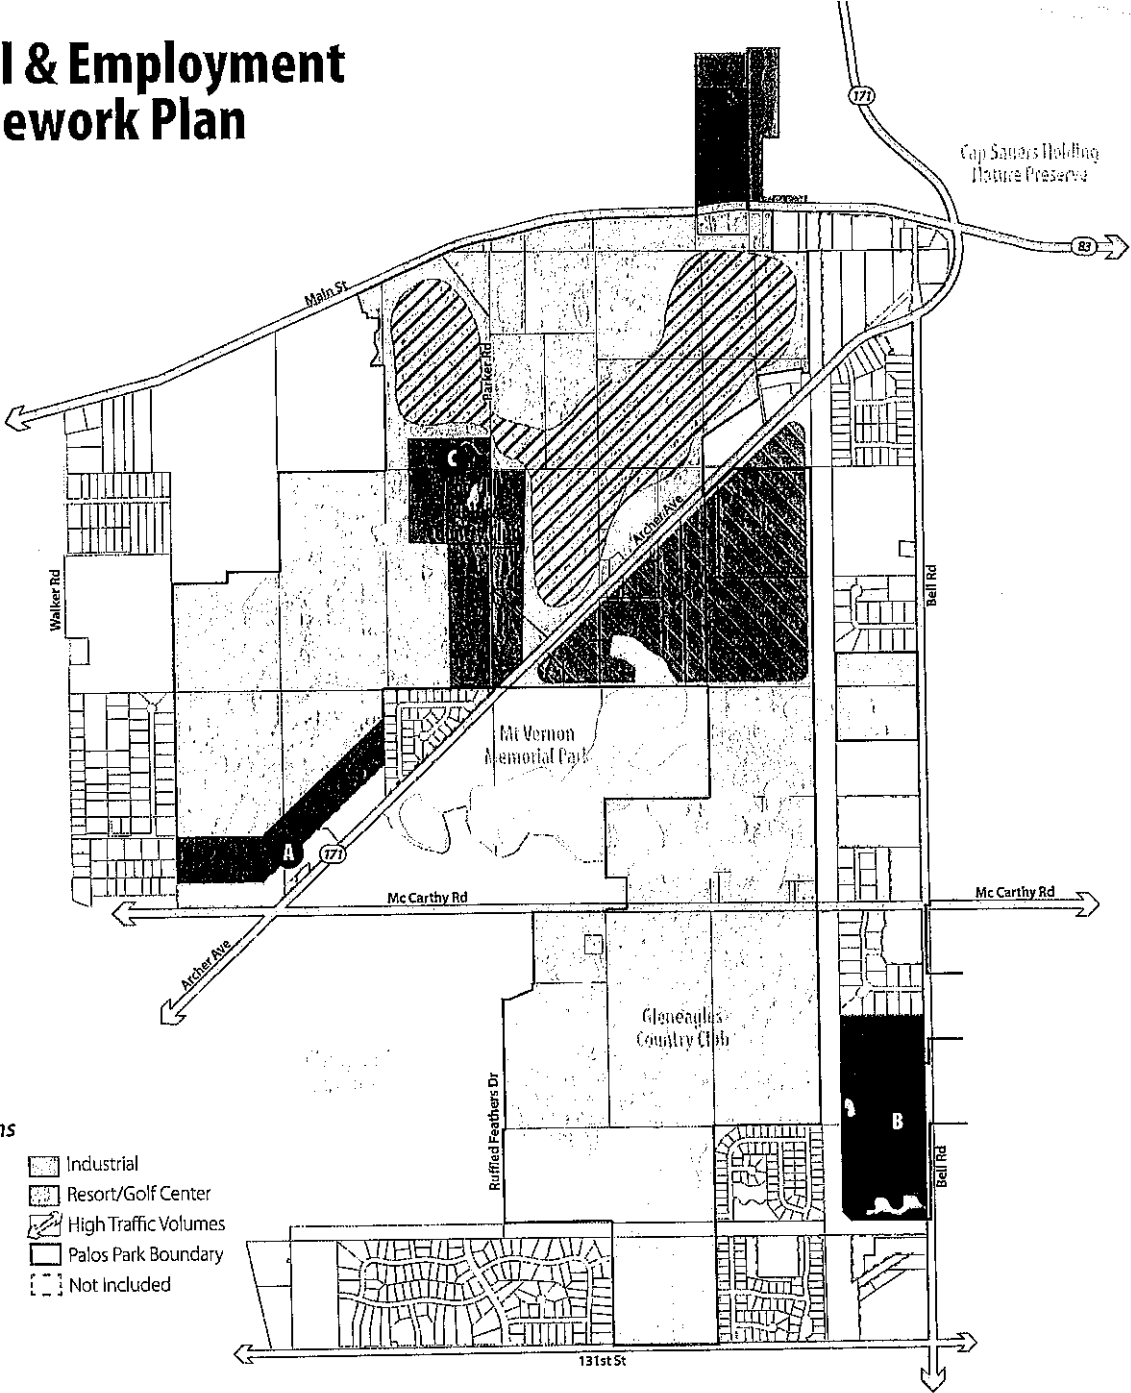 l & Employment
ework Plan
171
Cap Sauers Holding
Nature Preserve
83
Main St
Parker Rd
C
Archer Ave
Walker Rd
Bell Rd
Mt Vernon
Memorial Park
A
171
Mc Carthy Rd
Mc Carthy Rd
Archer Ave
Gleneagles
Country Club
Ruffled Feathers Dr
B
Bell Rd
ns
Industrial
Resort/Golf Center
High Traffic Volumes
Palos Park Boundary
Not Included
131st St